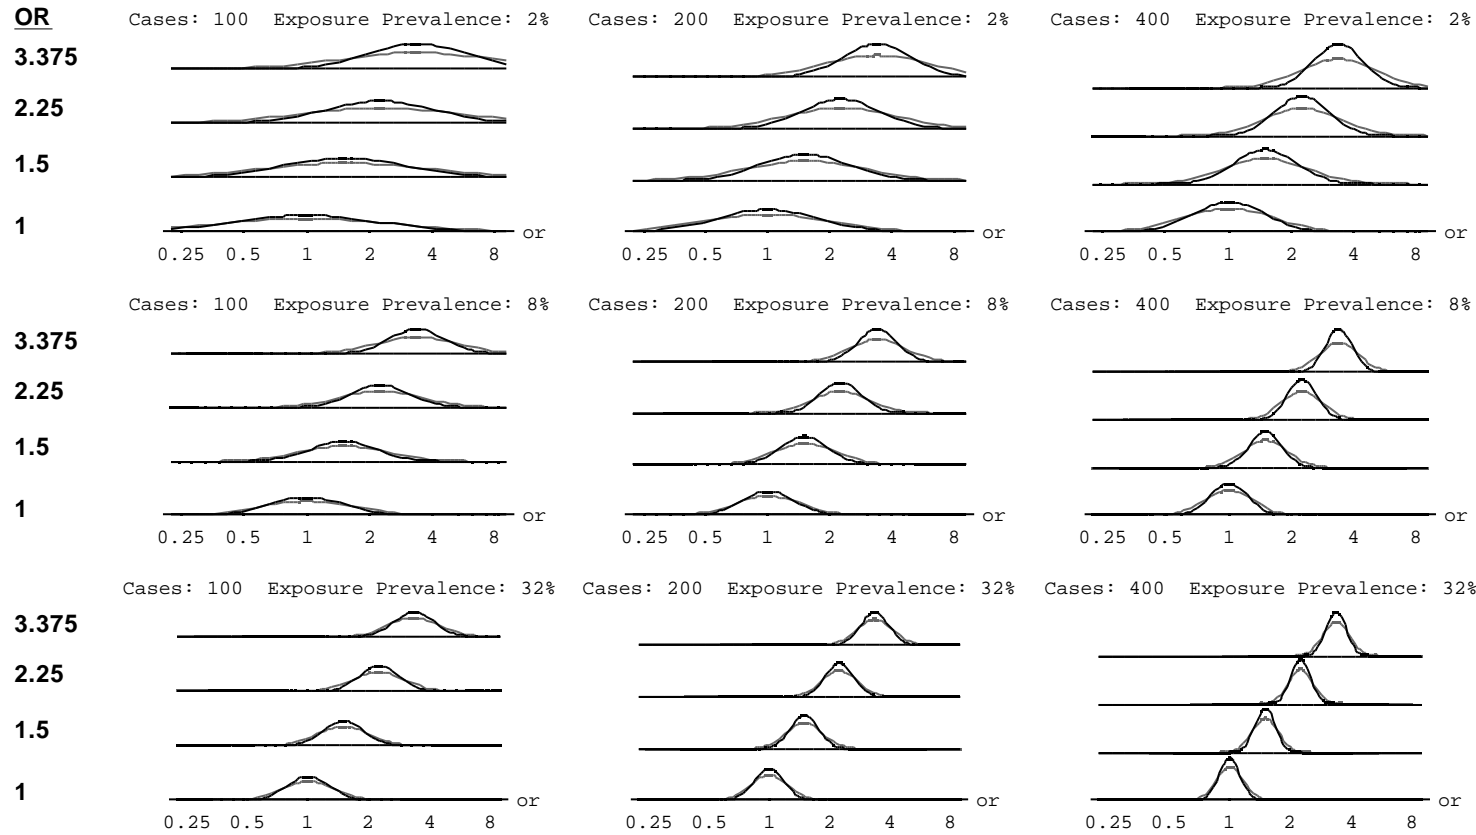 OR
Cases: 100 Exposure Prevalence: 2% Cases: 200 Exposure Prevalence: 2% Cases: 400 Exposure Prevalence: 2%
3.375
2.25
1.5
1
or or or
0.25 0.5 1 2 4 8 0.25 0.5 1 2 4 8 0.25 0.5 1 2 4 8
Cases: 100 Exposure Prevalence: 8% Cases: 200 Exposure Prevalence: 8% Cases: 400 Exposure Prevalence: 8%
3.375
2.25
1.5
1
or or or
0.25 0.5 1 2 4 8 0.25 0.5 1 2 4 8 0.25 0.5 1 2 4 8
Cases: 100 Exposure Prevalence: 32% Cases: 200 Exposure Prevalence: 32% Cases: 400 Exposure Prevalence: 32%
3.375
2.25
1.5
1
or or or
0.25 0.5 1 2 4 8 0.25 0.5 1 2 4 8 0.25 0.5 1 2 4 8